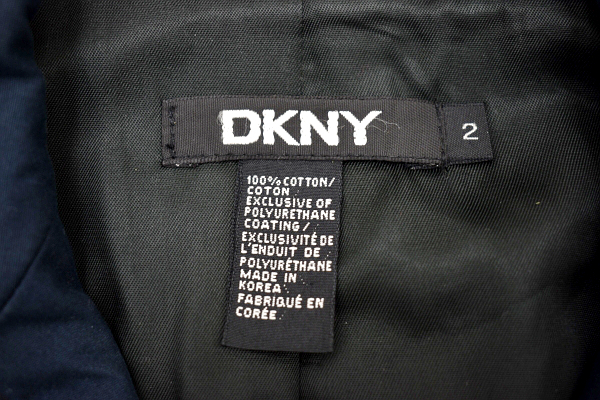 DKNY
2
100% COTTON/
COTON
EXCLUSIVE OF
POLYURETHANE
COATING/
EXCLUSIVITÉ DE
L'ENDUIT DE
POLYURÉTHANE
MADE IN
KOREA
FABRIQUÉ EN
CORÉE